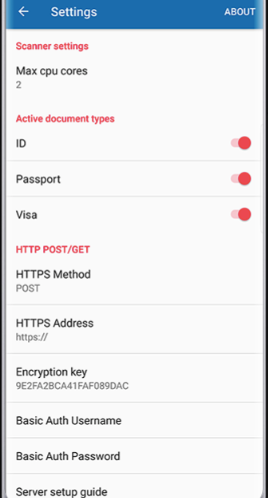 Settings
ABOUT
Scanner settings
Max cpu cores
2
Active document types
ID
Passport
Visa
HTTP POST/GET
HTTPS Method
POST
HTTPS Address
https://
Encryption key
9E2FA2BCA41FAF089DAC
Basic Auth Username
Basic Auth Password
Server setup guide